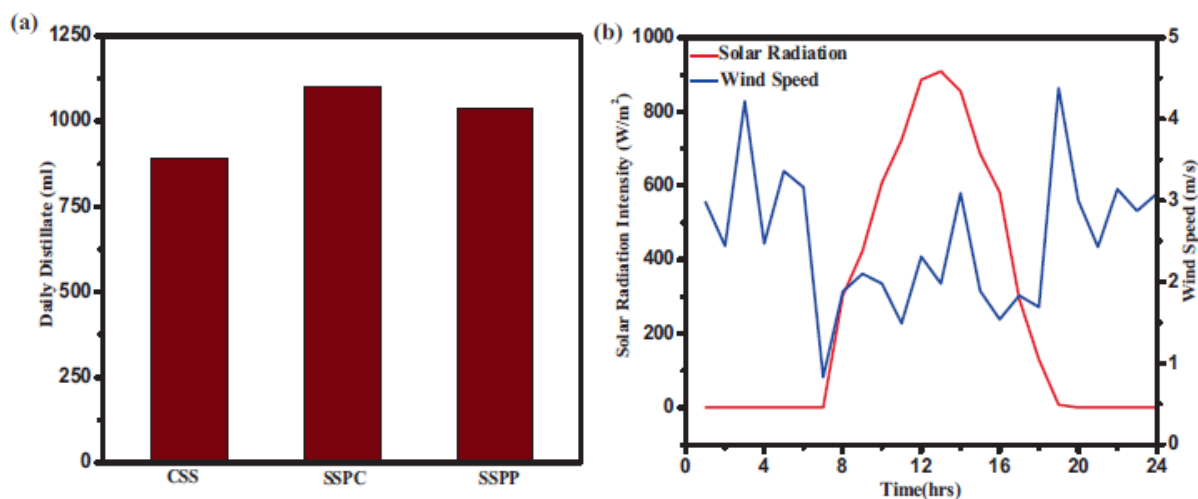 (a)
1250
1000
750
500
250
0
Daily Distillate (ml)
CSS
SSPC
SSPP
(b)
1000
800
600
400
200
0
Solar Radiation Intensity (W/m²)
Solar Radiation
Wind Speed
5
4
3
2
1
0
Wind Speed (m/s)
0 4 8 12 16 20 24
Time(hrs)